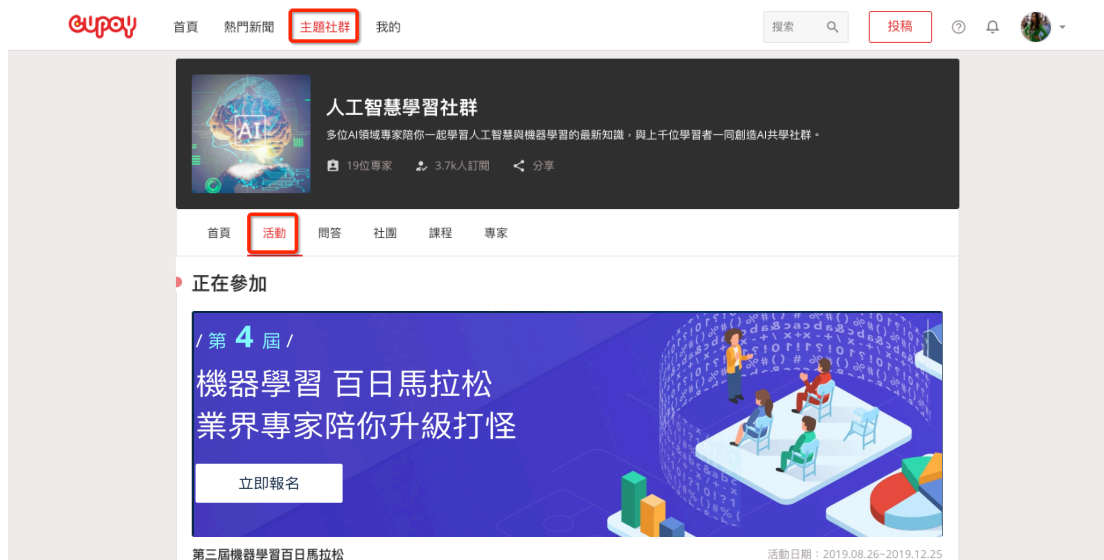 cupoy
首頁 熱門新聞 主題社群 我的 搜索 投稿
AI
人工智慧學習社群
多位AI領域專家陪你一起學習人工智慧與機器學習的最新知識，與上千位學習者一同創造AI共學社群。
19位專家 3.7k人訂閱 分享
首頁 活動 問答 社團 課程 專家
正在參加
/ 第 4 屆 /
機器學習 百日馬拉松
業界專家陪你升級打怪
立即報名
第三屆機器學習百日馬拉松 活動日期：2019.08.26~2019.12.25